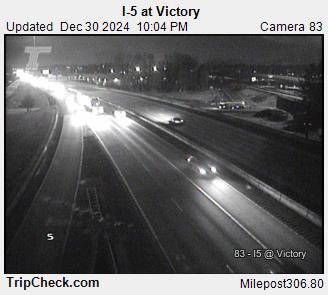 I-5 at Victory
Updated Dec 30 2024 10:04 PM Camera 83
S
83 - I5 @ Victory
TripCheck.com Milepost306.80